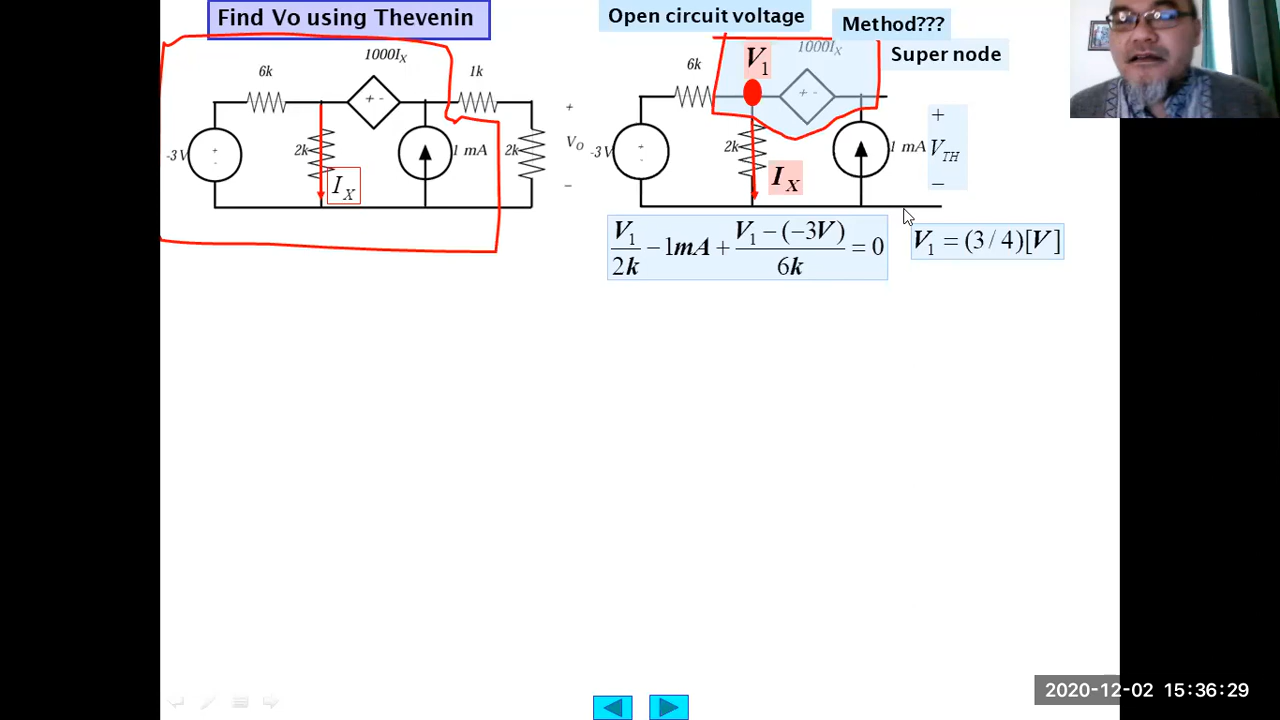 Find Vo using Thevenin
1000I_X
6k
1k
-3V
+
-
+ -
2k
I_X
1 mA
2k
+
V_O
–
Open circuit voltage
Method???
Super node
6k
V_1
1000I_X
-3V
+
-
+ -
2k
I_X
1 mA
+
V_TH
–
V_1/2k − 1mA + (V_1 − (−3V))/6k = 0
V_1 = (3/4)[V]
2020-12-02 15:36:29